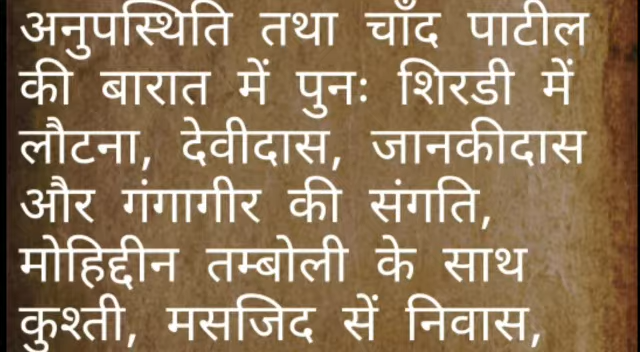 अनुपस्थिति तथा चाँद पाटील
की बारात में पुनः शिरडी में
लौटना, देवीदास, जानकीदास
और गंगागीर की संगति,
मोहिद्दीन तम्बोली के साथ
कुश्ती, मसजिद सें निवास,